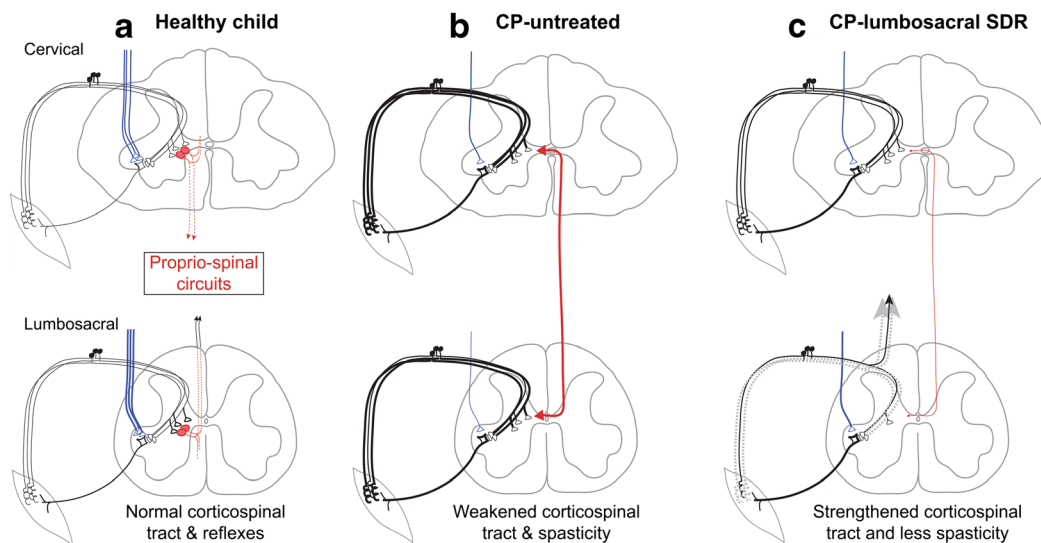 a Healthy child
b CP-untreated
c CP-lumbosacral SDR
Cervical
Proprio-spinal
circuits
Lumbosacral
Normal corticospinal
tract & reflexes
Weakened corticospinal
tract & spasticity
Strengthened corticospinal
tract and less spasticity